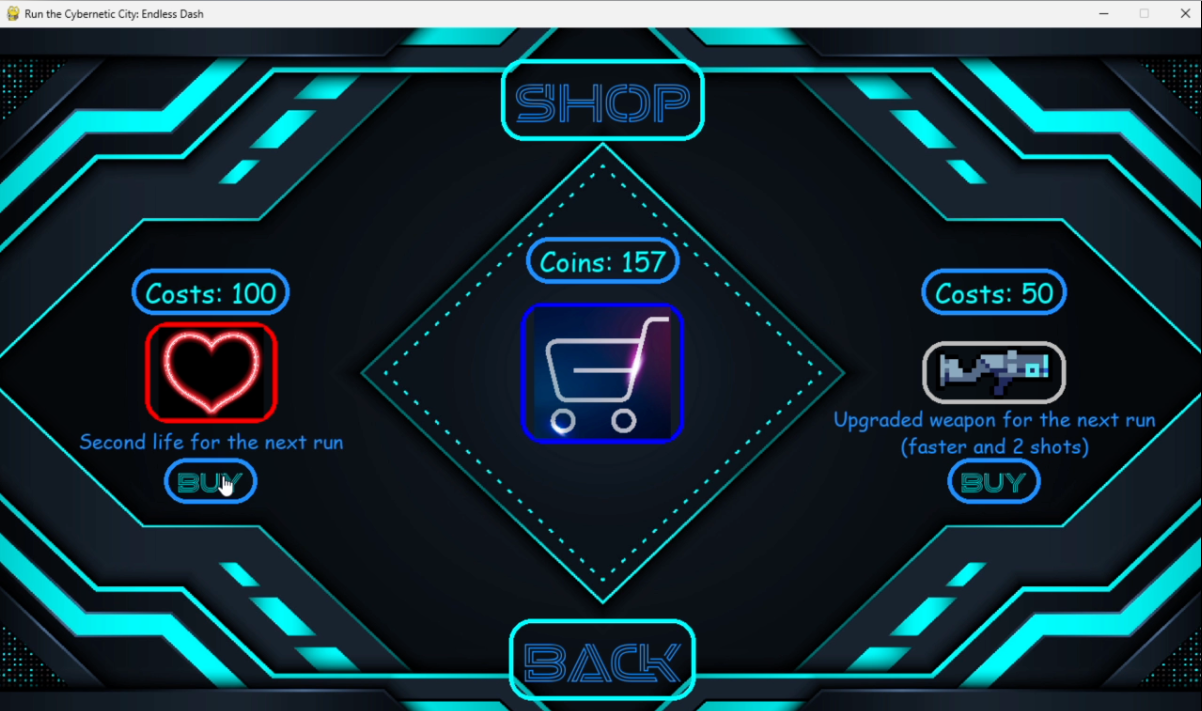 Run the Cybernetic City: Endless Dash
SHOP
Coins: 157
Costs: 100
Second life for the next run
BUY
Costs: 50
Upgraded weapon for the next run
(faster and 2 shots)
BUY
BACK